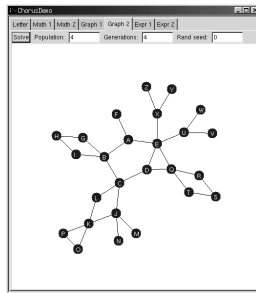 ChorusDemo
Letter Math 1 Math 2 Graph 1 Graph 2 Expr 1 Expr 2
Solve Population: 4 Generations: 4 Rand seed: 0
Z Y
F X W
A U V
H G E
I B
D Q R
C T S
L
J
K
P M
N
O